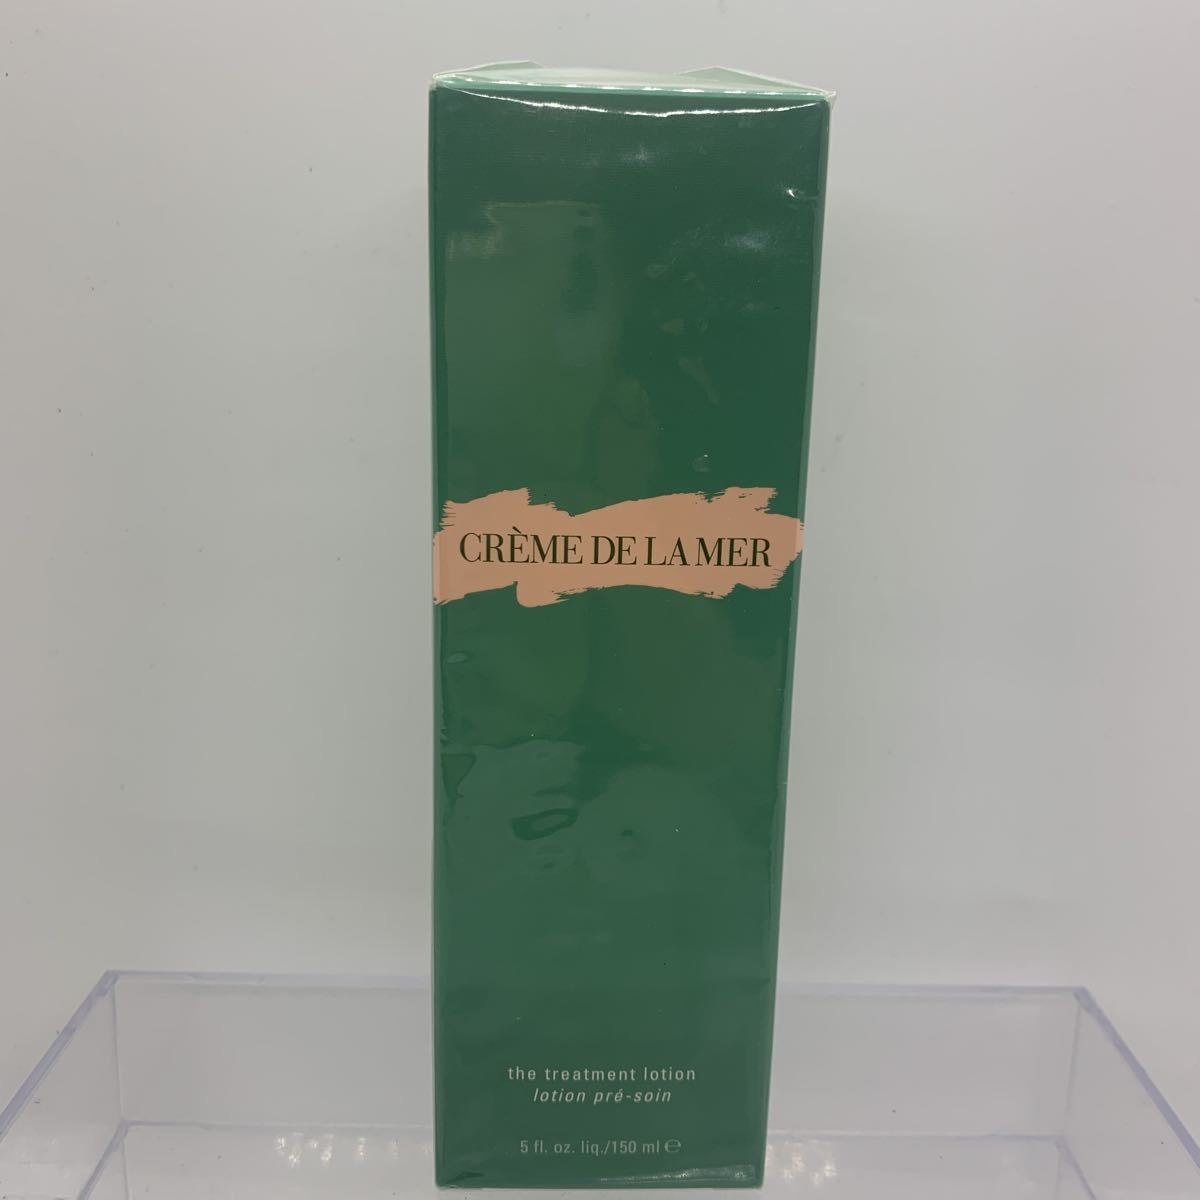 CRÈME DE LA MER
the treatment lotion
lotion pré-soin
5 fl. oz. liq./150 ml ℮